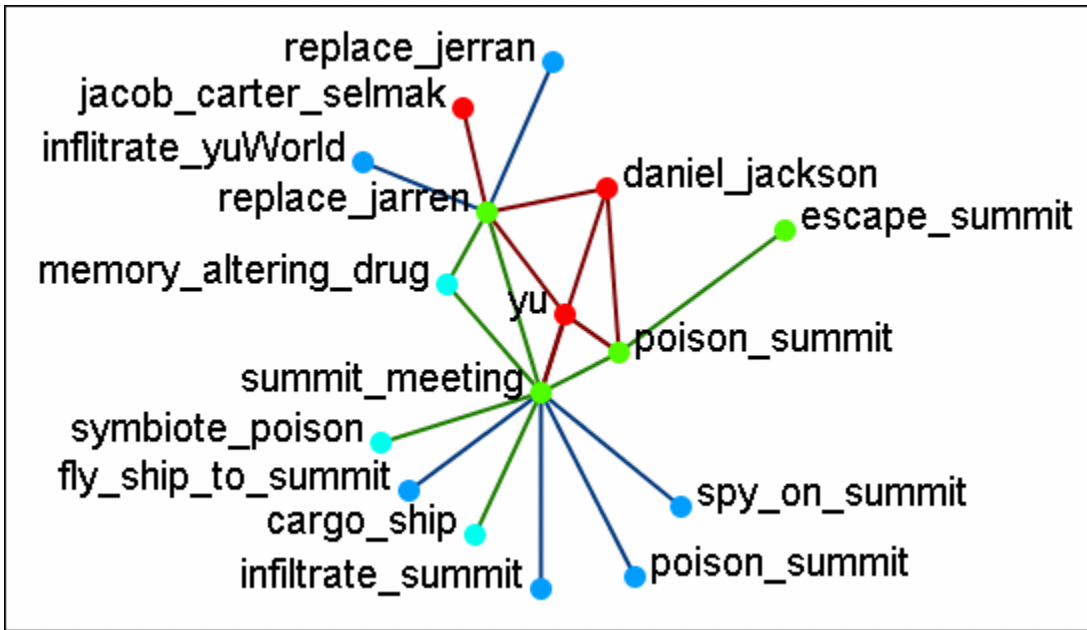 replace_jerran
jacob_carter_selmak
inflitrate_yuWorld
daniel_jackson
replace_jarren
escape_summit
memory_altering_drug
yu
poison_summit
summit_meeting
symbiote_poison
fly_ship_to_summit
spy_on_summit
cargo_ship
poison_summit
infiltrate_summit